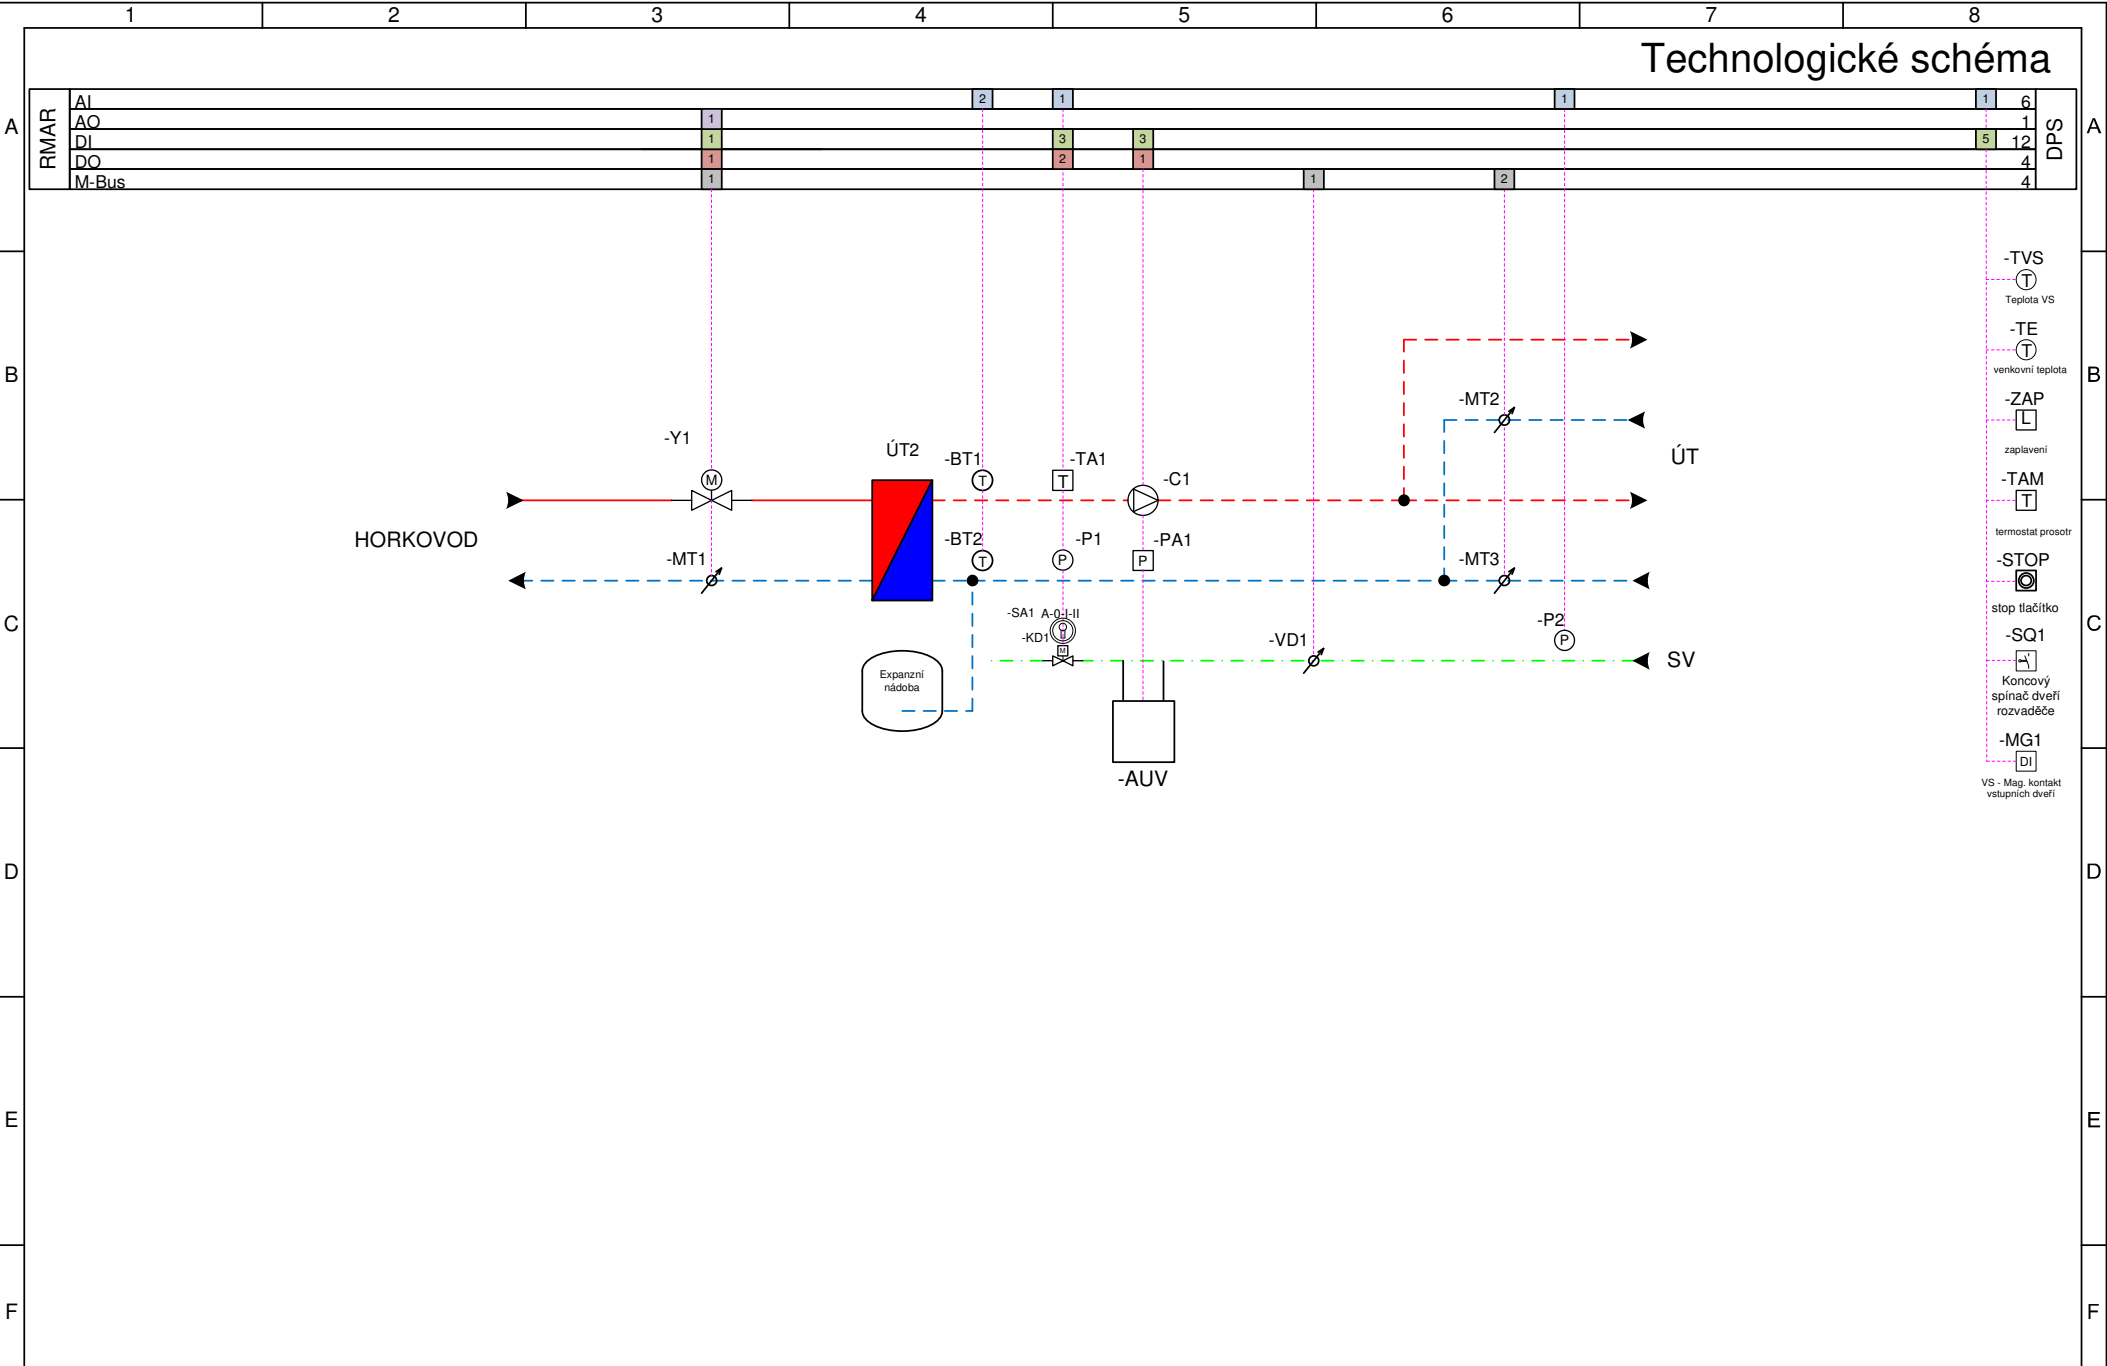 1 2 3 4 5 6 7 8
Technologické schéma
A
A
RMAR
DPS
AI 2 1 1 1 6
AO 1 1
DI 1 3 3 5 12
DO 1 2 1 4
M-Bus 1 1 2 4
B
B
C
C
D
D
E
E
F
F
-TVS
T
Teplota VS
-TE
T
venkovní teplota
-ZAP
L
zaplavení
-TAM
T
termostat prosotr
-STOP
stop tlačítko
-SQ1
Koncový
spínač dveří
rozvaděče
-MG1
DI
VS - Mag. kontakt
vstupních dveří
-MT2
-Y1
M
ÚT2
-BT1
T
-TA1
T
-C1
ÚT
HORKOVOD
-MT1
-BT2
T
-P1
P
-PA1
P
-MT3
-SA1 A-0-I-II
-KD1
M
-VD1
-P2
P
SV
Expanzní
nádoba
-AUV